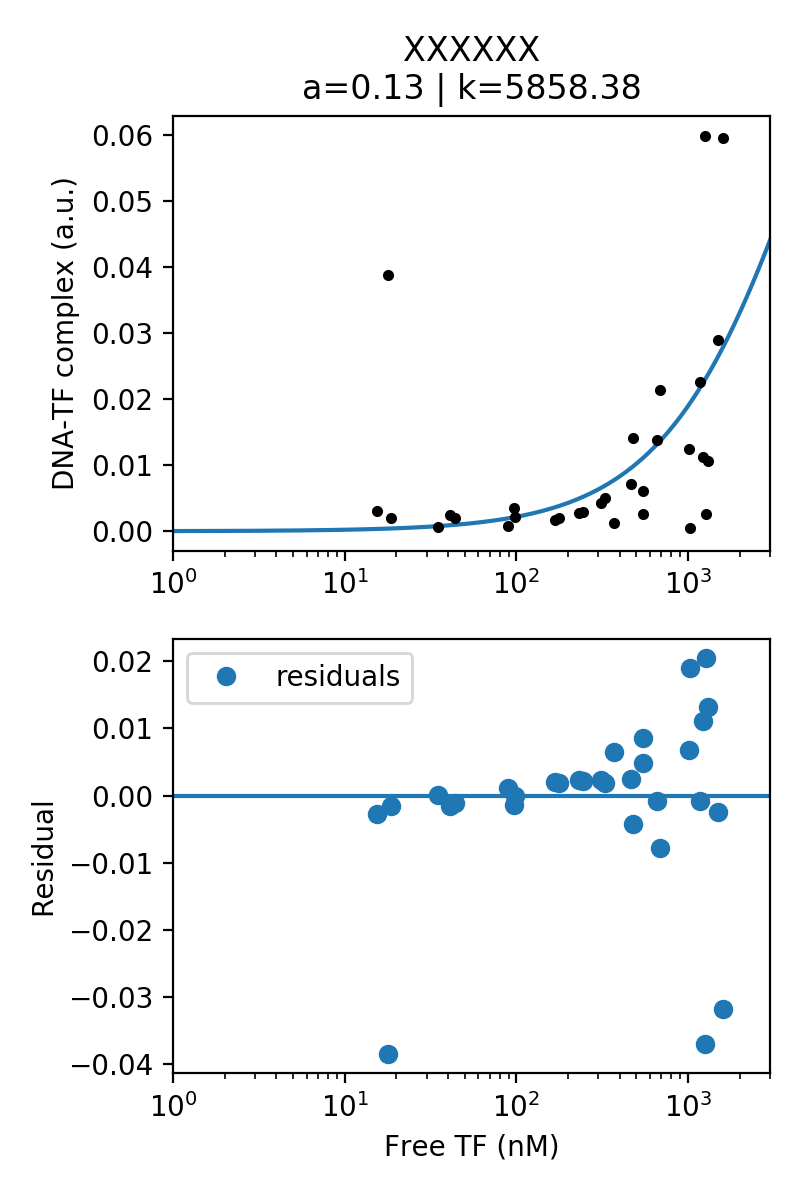 XXXXXX
a=0.13 | k=5858.38
DNA-TF complex (a.u.)
0.06
0.05
0.04
0.03
0.02
0.01
0.00
10^0 10^1 10^2 10^3
residuals
Residual
0.02
0.01
0.00
−0.01
−0.02
−0.03
−0.04
10^0 10^1 10^2 10^3
Free TF (nM)